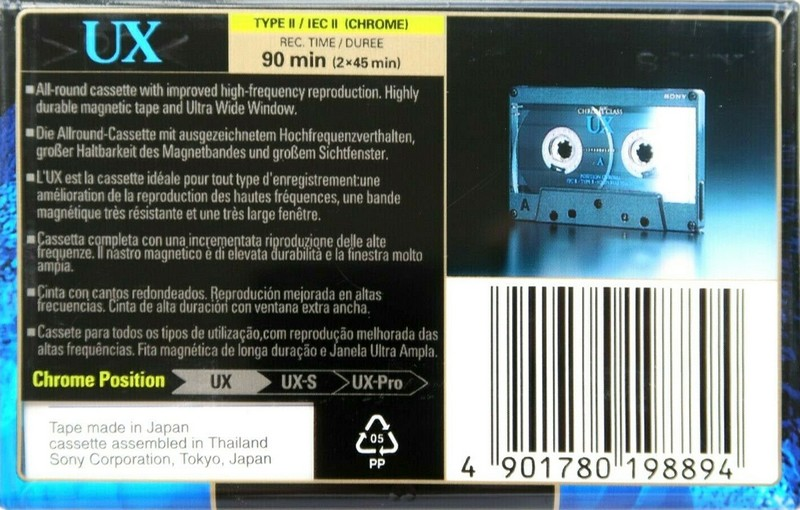 UX
TYPE II / IEC II (CHROME)
REC. TIME / DUREE
90 min (2×45 min)
■All-round cassette with improved high-frequency reproduction. Highly
durable magnetic tape and Ultra Wide Window.
■Die Allround-Cassette mit ausgezeichnetem Hochfrequenzverthalten,
großer Haltbarkeit des Magnetbandes und großem Sichtfenster.
■L'UX est la cassette idéale pour tout type d'enregistrement:une
amélioration de la reproduction des hautes fréquences, une bande
magnétique très résistante et une très large fenêtre.
■Cassetta completa con una incrementata riproduzione delle alte
frequenze. Il nastro magnetico è di elevata durabilità e la finestra molto
ampia.
■Cinta con cantos redondeados. Reprodución mejorada en altas
frecuencias. Cinta de alta duración con ventana extra ancha.
■Cassete para todos os tipos de utilização,com reprodução melhorada das
altas frequências. Fita magnética de longa duração e Janela Ultra Ampla.
Chrome Position UX UX-S UX-Pro
Tape made in Japan
cassette assembled in Thailand
Sony Corporation, Tokyo, Japan
05
PP
SONY
CHROME CLASS
UX
A
A
4 901780 198894